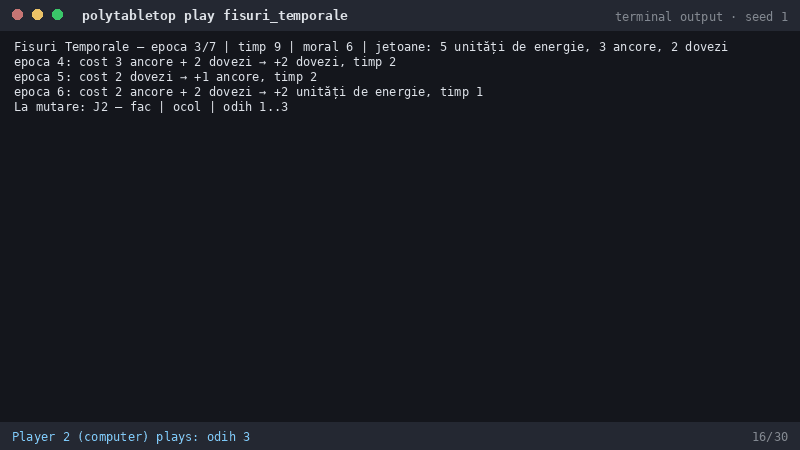 polytabletop play fisuri_temporale
terminal output · seed 1
Fisuri Temporale — epoca 3/7 | timp 9 | moral 6 | jetoane: 5 unități de energie, 3 ancore, 2 dovezi
epoca 4: cost 3 ancore + 2 dovezi → +2 dovezi, timp 2
epoca 5: cost 2 dovezi → +1 ancore, timp 2
epoca 6: cost 2 ancore + 2 dovezi → +2 unități de energie, timp 1
La mutare: J2 — fac | ocol | odih 1..3
Player 2 (computer) plays: odih 3
16/30